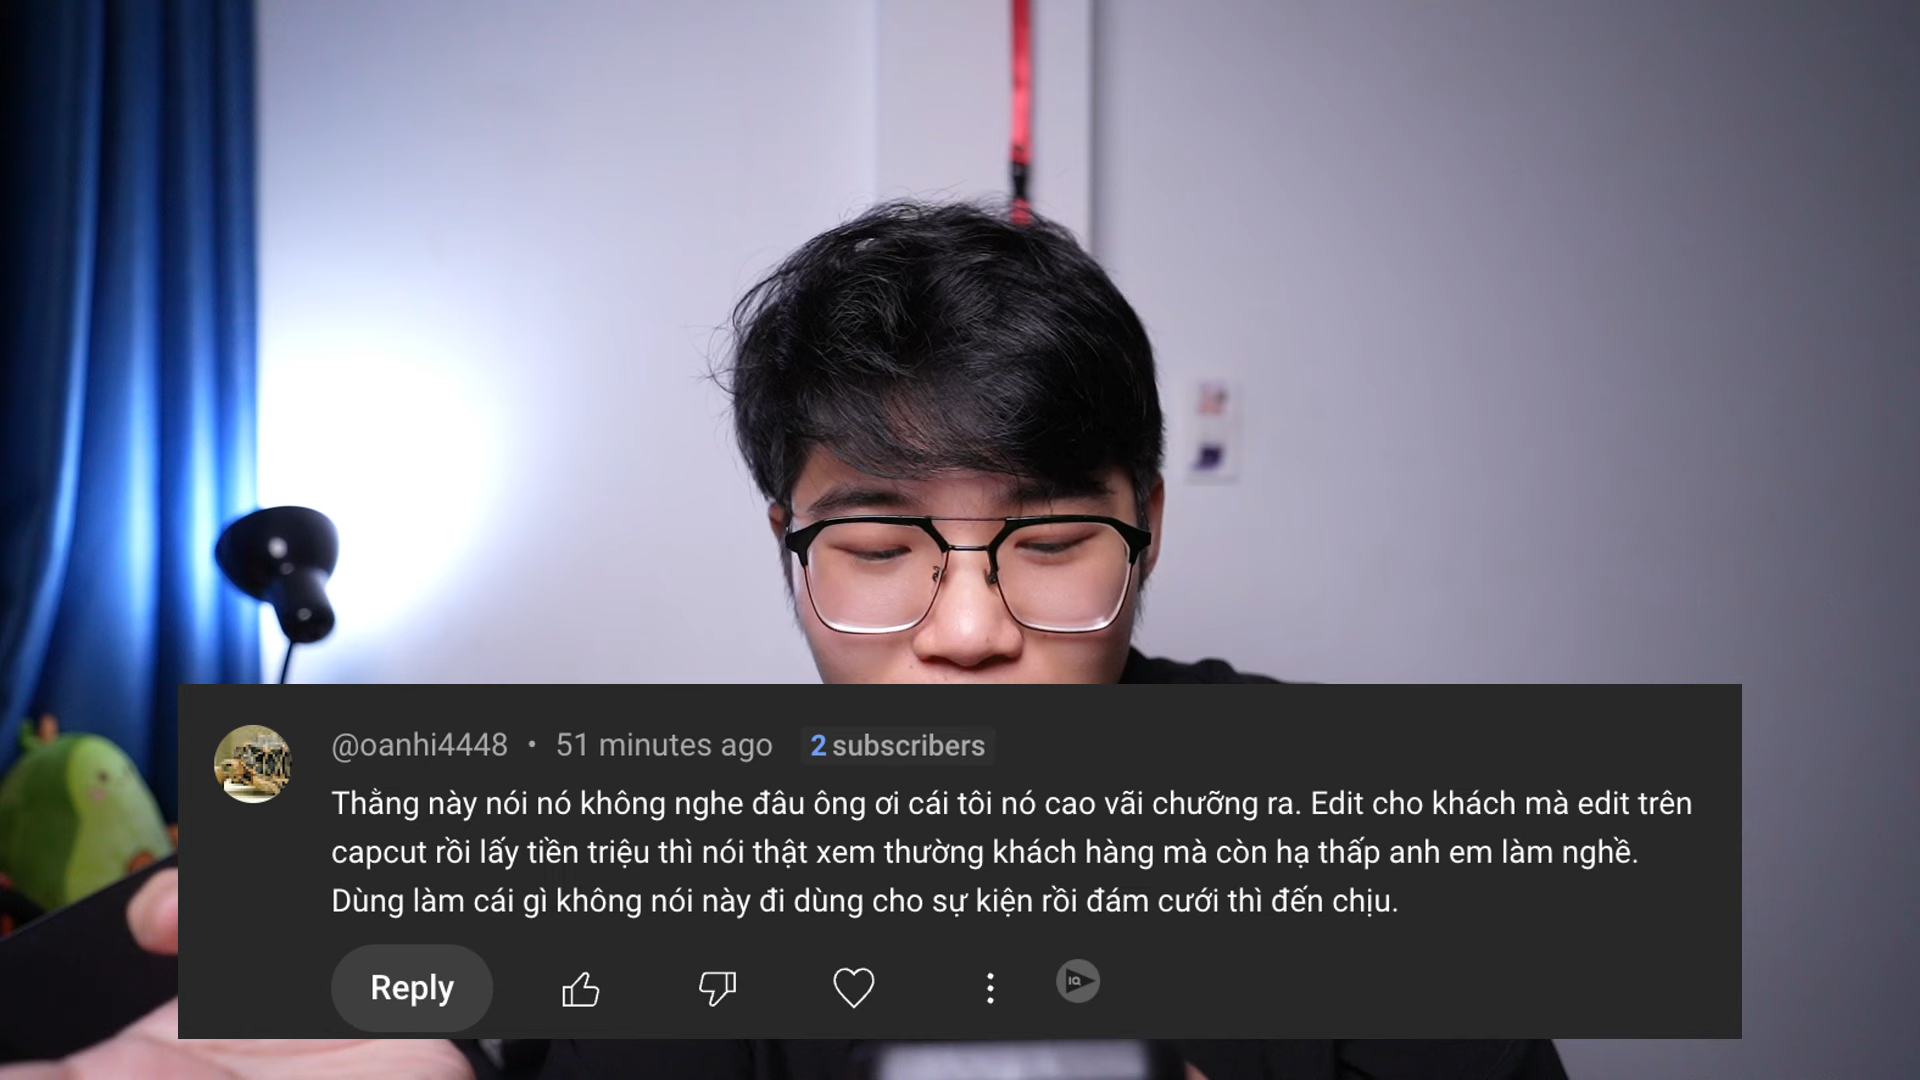 @oanhi4448 • 51 minutes ago 2 subscribers
Thằng này nói nó không nghe đâu ông ơi cái tôi nó cao vãi chưỡng ra. Edit cho khách mà edit trên
capcut rồi lấy tiền triệu thì nói thật xem thường khách hàng mà còn hạ thấp anh em làm nghề.
Dùng làm cái gì không nói này đi dùng cho sự kiện rồi đám cưới thì đến chịu.
Reply
IQ